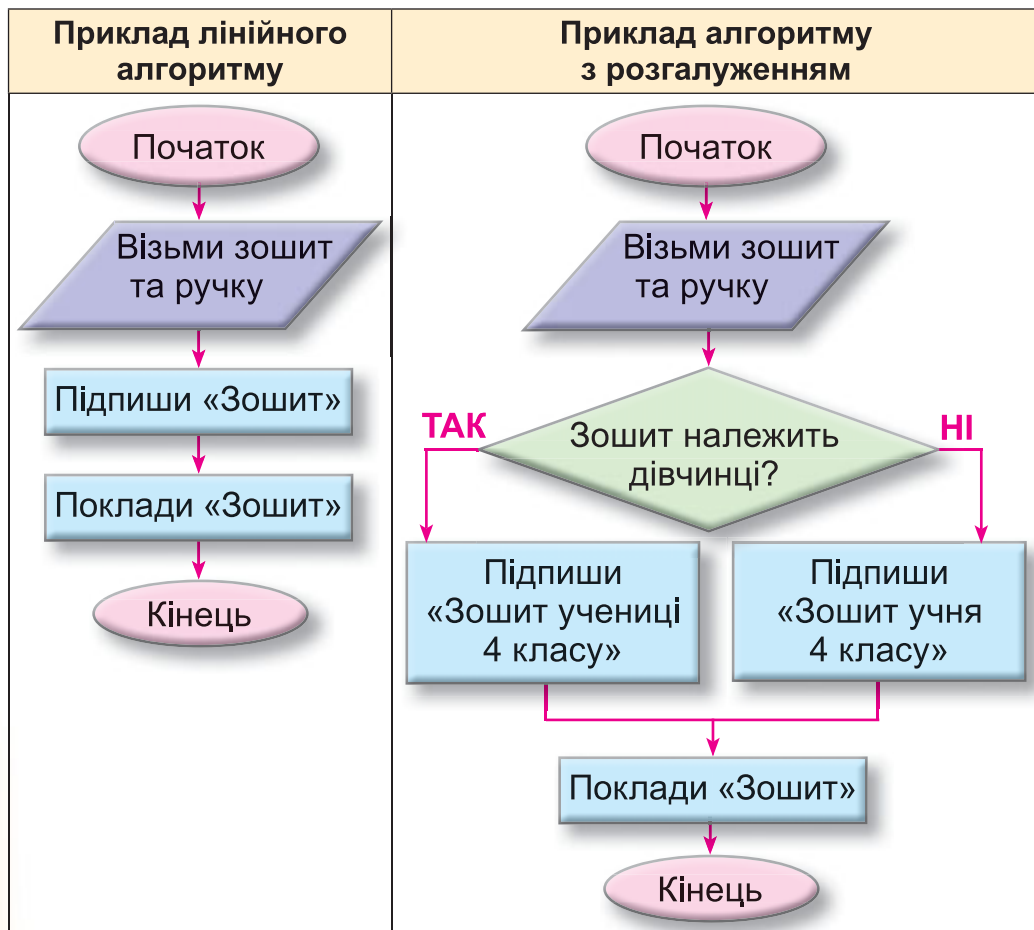 Приклад лінійного
алгоритму
Початок
Візьми зошит
та ручку
Підпиши «Зошит»
Поклади «Зошит»
Кінець
Приклад алгоритму
з розгалуженням
Початок
Візьми зошит
та ручку
Зошит належить
дівчинці?
ТАК
НІ
Підпиши
«Зошит учениці
4 класу»
Підпиши
«Зошит учня
4 класу»
Поклади «Зошит»
Кінець